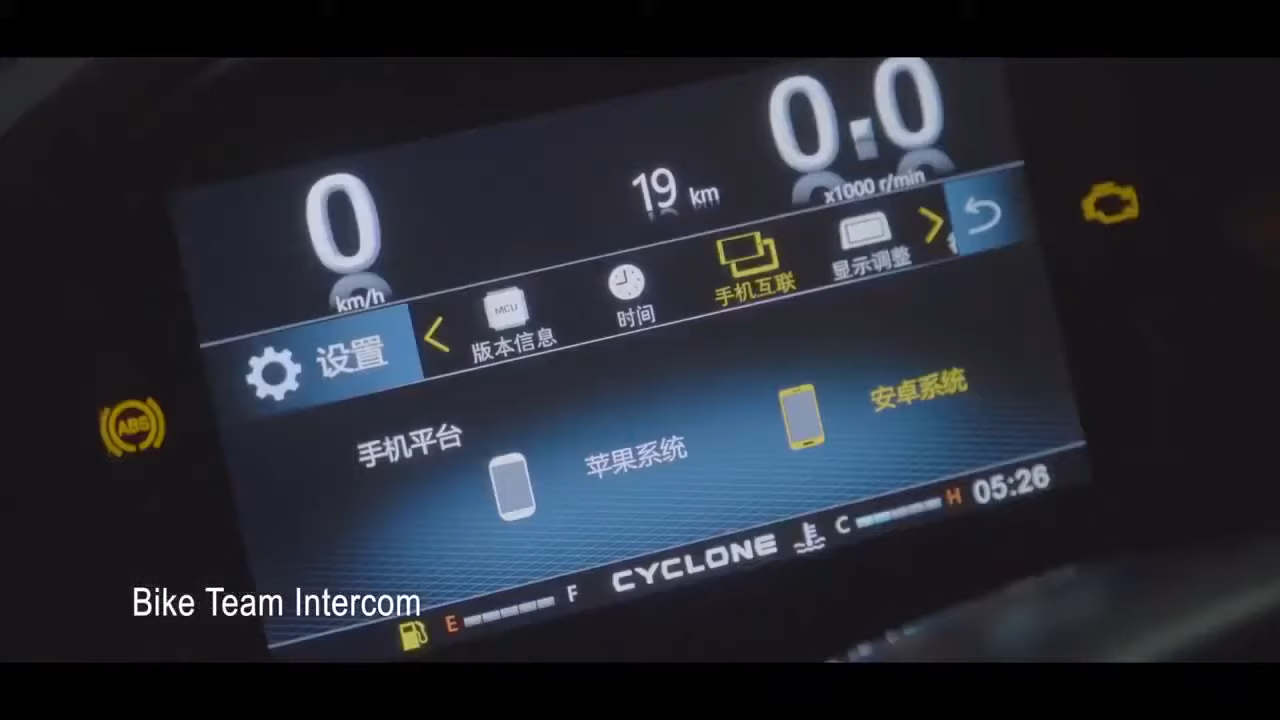 0
km/h
19 km
0.0
x1000 r/min
设置
MCU
版本信息
时间
手机互联
显示调整
ABS
手机平台
苹果系统
安卓系统
E
F
CYCLONE
C
H
05:26
Bike Team Intercom